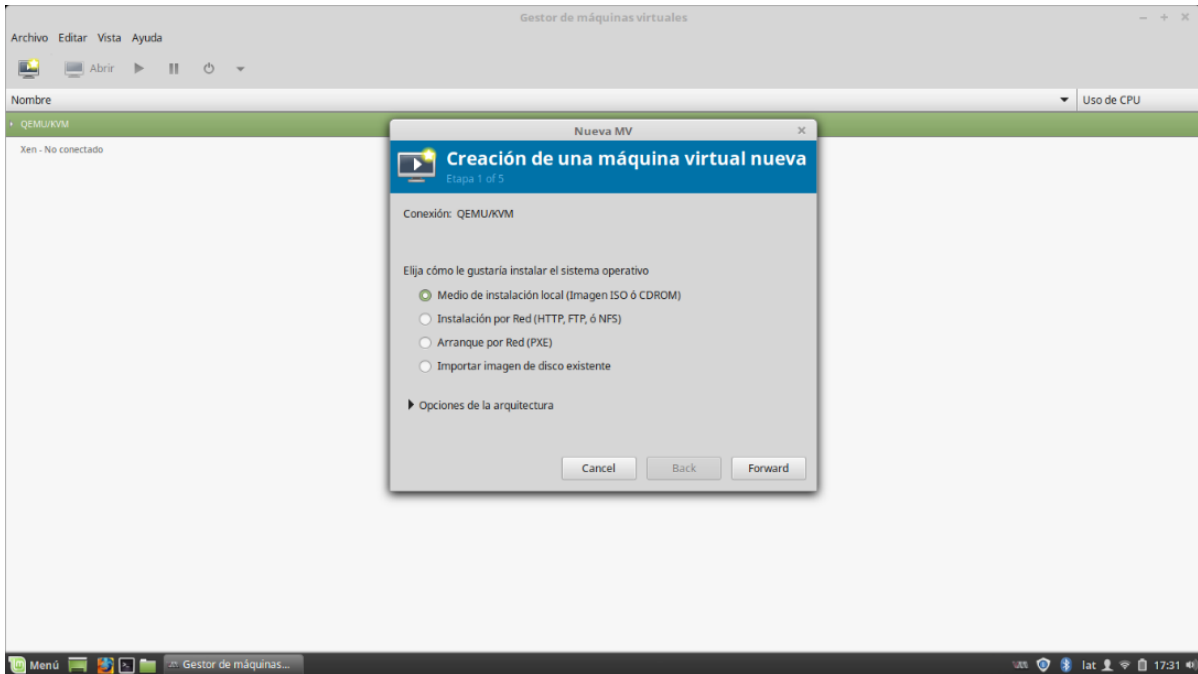 Gestor de máquinas virtuales
Archivo Editar Vista Ayuda
Abrir
Nombre
Uso de CPU
QEMU/KVM
Xen - No conectado
Nueva MV
Creación de una máquina virtual nueva
Etapa 1 of 5
Conexión: QEMU/KVM
Elija cómo le gustaría instalar el sistema operativo
Medio de instalación local (Imagen ISO ó CDROM)
Instalación por Red (HTTP, FTP, ó NFS)
Arranque por Red (PXE)
Importar imagen de disco existente
Opciones de la arquitectura
Cancel
Back
Forward
Menú
Gestor de máquinas...
lat
17:31